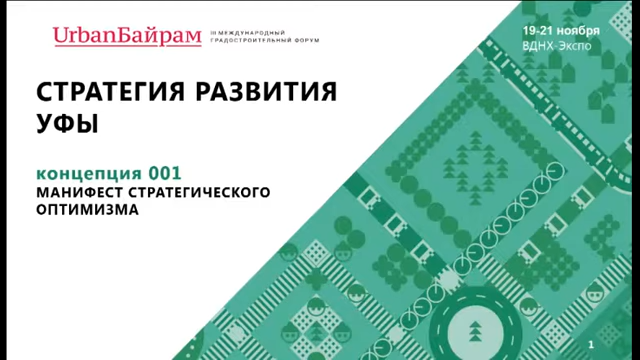 UrbanБайрам
III МЕЖДУНАРОДНЫЙ
ГРАДОСТРОИТЕЛЬНЫЙ ФОРУМ
19-21 ноября
ВДНХ-Экспо
СТРАТЕГИЯ РАЗВИТИЯ
УФЫ
концепция 001
МАНИФЕСТ СТРАТЕГИЧЕСКОГО
ОПТИМИЗМА
1